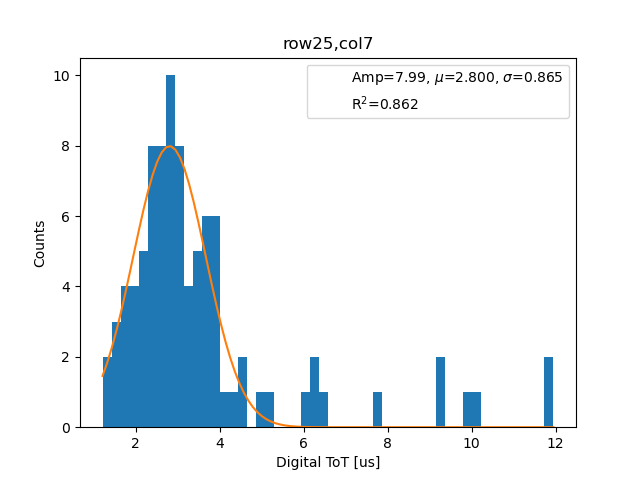 row25,col7
Amp=7.99, μ=2.800, σ=0.865
R²=0.862
Counts
10
8
6
4
2
0
2 4 6 8 10 12
Digital ToT [us]